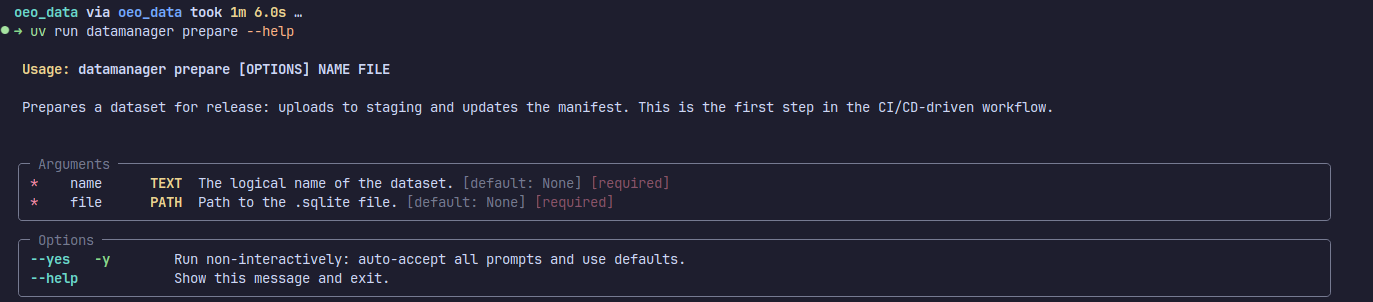 oeo_data via oeo_data took 1m 6.0s …
➜ uv run datamanager prepare --help
Usage: datamanager prepare [OPTIONS] NAME FILE
Prepares a dataset for release: uploads to staging and updates the manifest. This is the first step in the CI/CD-driven workflow.
Arguments
* name TEXT The logical name of the dataset. [default: None] [required]
* file PATH Path to the .sqlite file. [default: None] [required]
Options
--yes -y Run non-interactively: auto-accept all prompts and use defaults.
--help Show this message and exit.